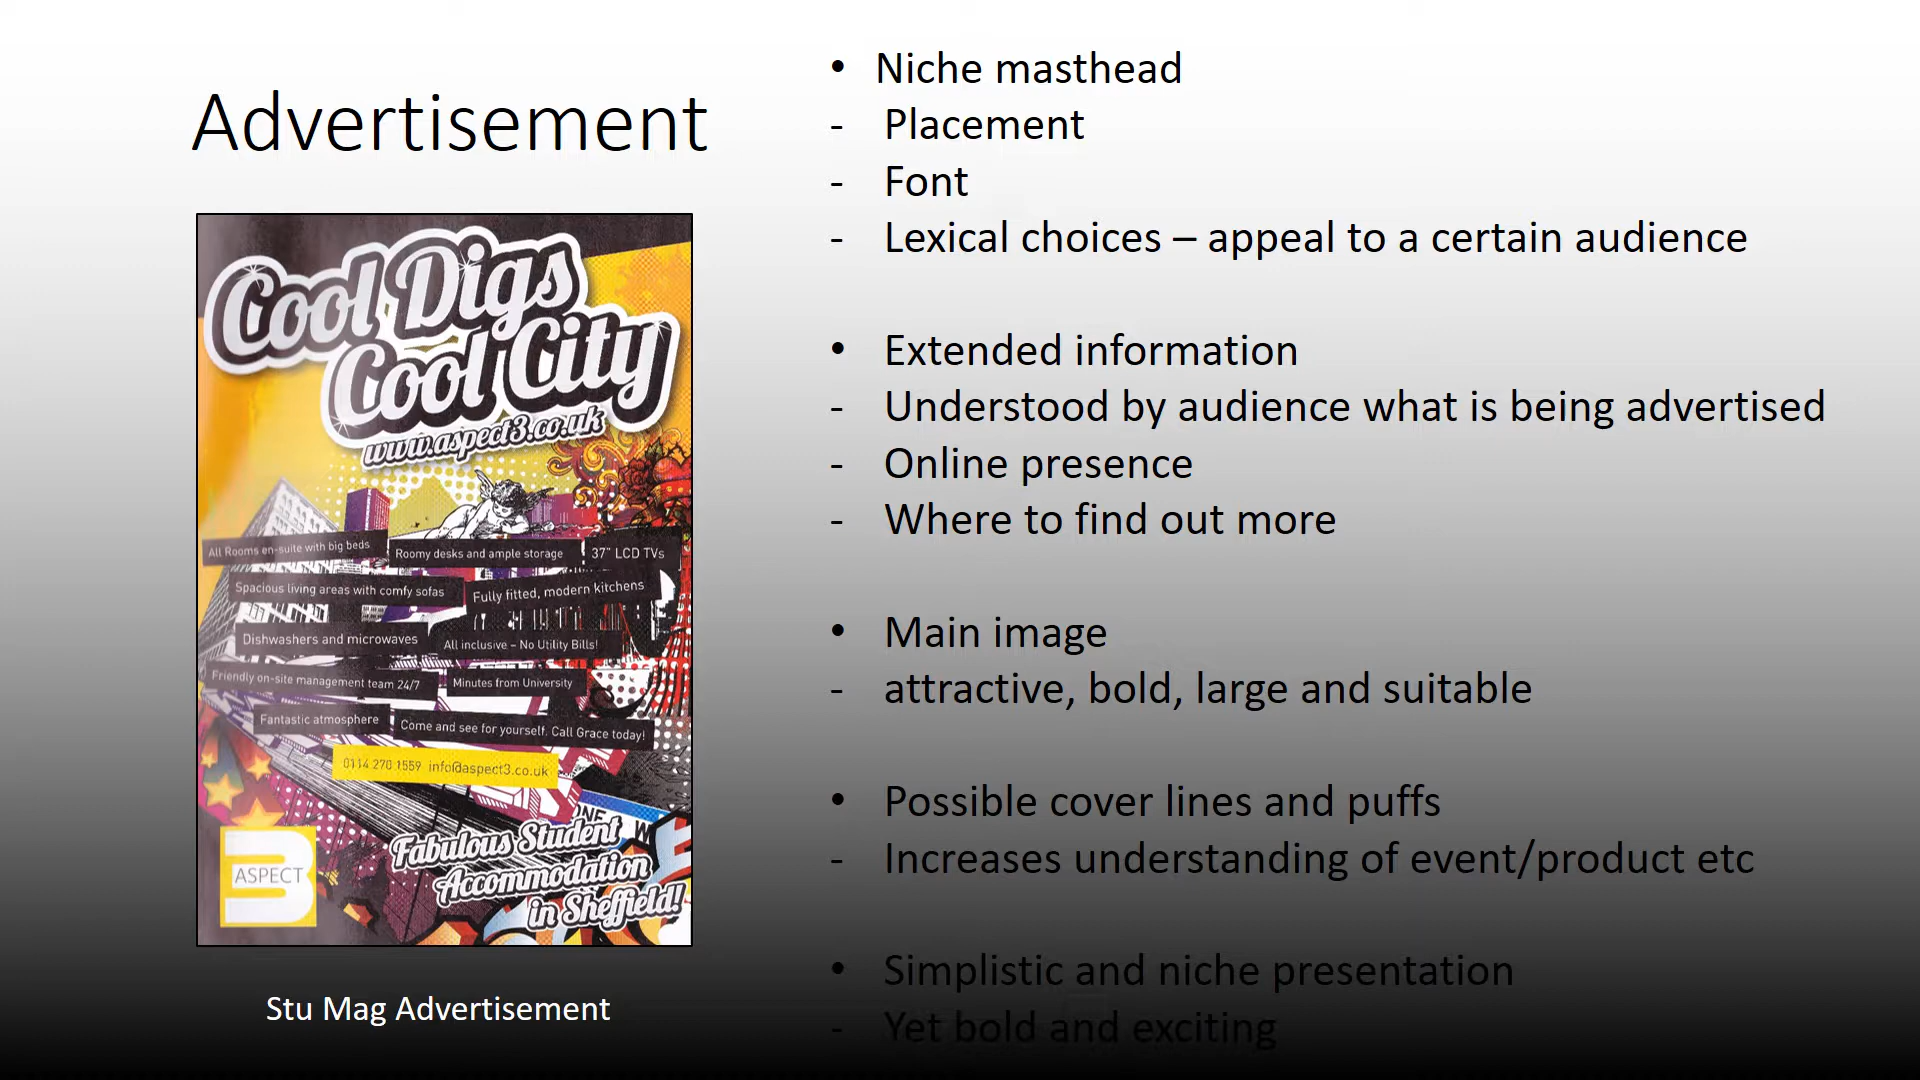 Advertisement
Cool Digs
Cool City
www.aspect3.co.uk
All Rooms en-suite with big beds
Roomy desks and ample storage
37" LCD TVs
Spacious living areas with comfy sofas
Fully fitted, modern kitchens
Dishwashers and microwaves
All inclusive – No Utility Bills!
Friendly on-site management team 24/7
Minutes from University
Fantastic atmosphere
Come and see for yourself. Call Grace today!
0114 270 1559 info@aspect3.co.uk
ASPECT
3
Fabulous Student
Accommodation
in Sheffield!
Stu Mag Advertisement
• Niche masthead
- Placement
- Font
- Lexical choices – appeal to a certain audience
• Extended information
- Understood by audience what is being advertised
- Online presence
- Where to find out more
• Main image
- attractive, bold, large and suitable
• Possible cover lines and puffs
- Increases understanding of event/product etc
• Simplistic and niche presentation
- Yet bold and exciting